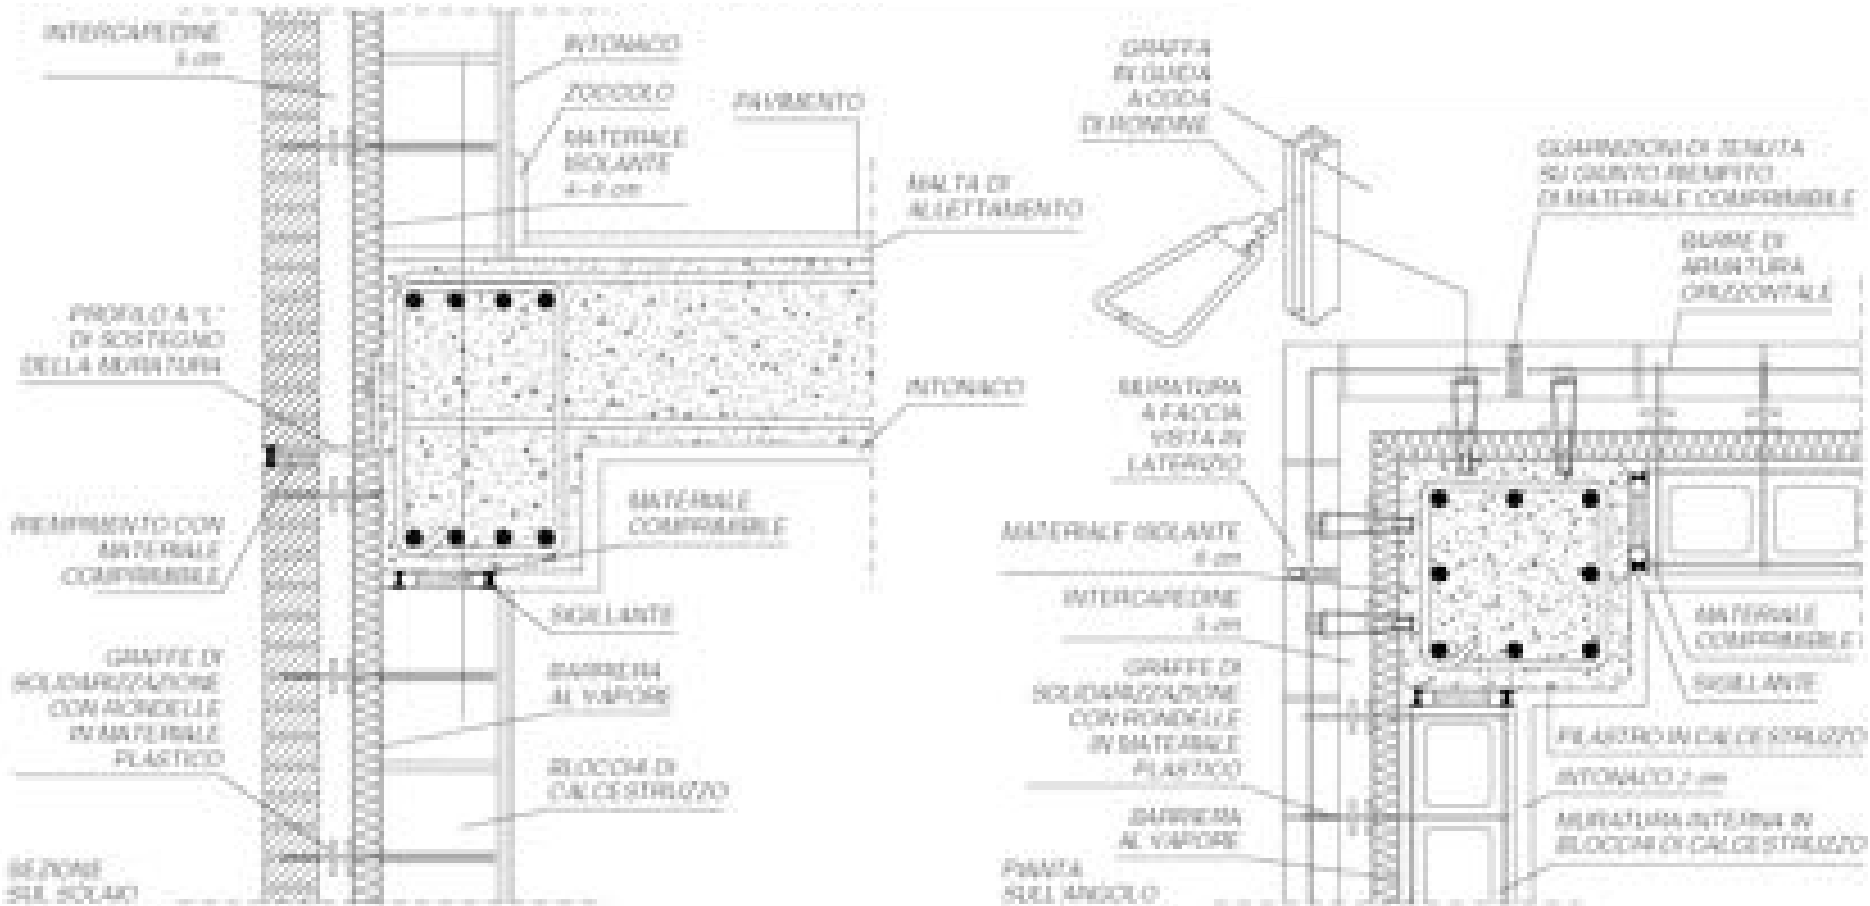 INTERCAPEDINE
5 cm
INTONACO
ZOCCOLO
MATERIALE
ISOLANTE
4-6 cm
PAVIMENTO
MALTA DI
ALLETTAMENTO
PROFILO A "L"
DI SOSTEGNO
DELLA MURATURA
INTONACO
RIEMPIMENTO CON
MATERIALE
COMPRIMIBILE
MATERIALE
COMPRIMIBILE
SIGILLANTE
GRAFFE DI
SOLIDARIZZAZIONE
CON RONDELLE
IN MATERIALE
PLASTICO
BARRIERA
AL VAPORE
BLOCCHI DI
CALCESTRUZZO
SEZIONE
SUL SOLAIO
GRAFFA
IN GUIDA
A CODA
DI RONDINE
GUARNIZIONI DI TENUTA
SU GIUNTO RIEMPITO
DI MATERIALE COMPRIMIBILE
BARRE DI
ARMATURA
ORIZZONTALE
MURATURA
A FACCIA
VISTA IN
LATERIZIO
MATERIALE ISOLANTE
cm
INTERCAPEDINE
5 cm
GRAFFE DI
SOLIDARIZZAZIONE
CON RONDELLE
IN MATERIALE
PLASTICO
BARRIERA
AL VAPORE
MATERIALE
COMPRIMIBILE
SIGILLANTE
PILASTRO IN CALCESTRUZZO
INTONACO 2 cm
MURATURA INTERNA IN
BLOCCHI DI CALCESTRUZZO
PIANTA
SULL'ANGOLO